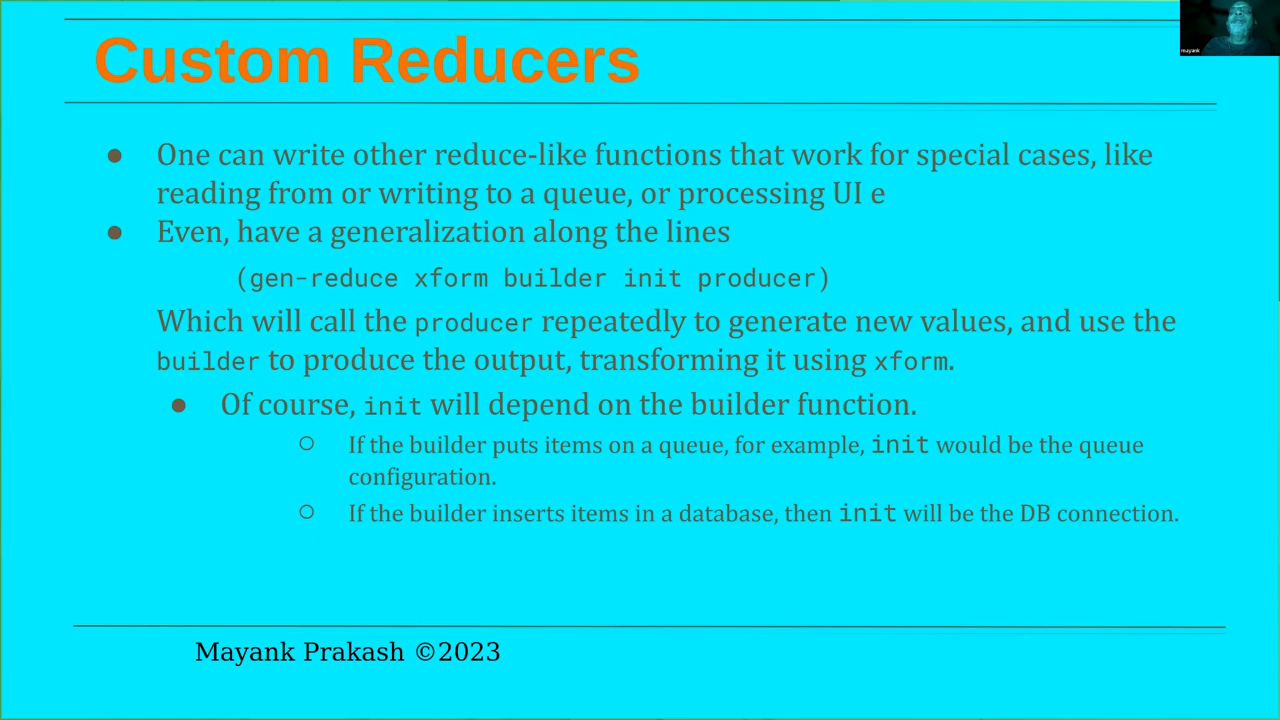 Custom Reducers
mayank
● One can write other reduce-like functions that work for special cases, like
reading from or writing to a queue, or processing UI e
● Even, have a generalization along the lines
(gen-reduce xform builder init producer)
Which will call the producer repeatedly to generate new values, and use the
builder to produce the output, transforming it using xform.
● Of course, init will depend on the builder function.
○ If the builder puts items on a queue, for example, init would be the queue
configuration.
○ If the builder inserts items in a database, then init will be the DB connection.
Mayank Prakash ©2023